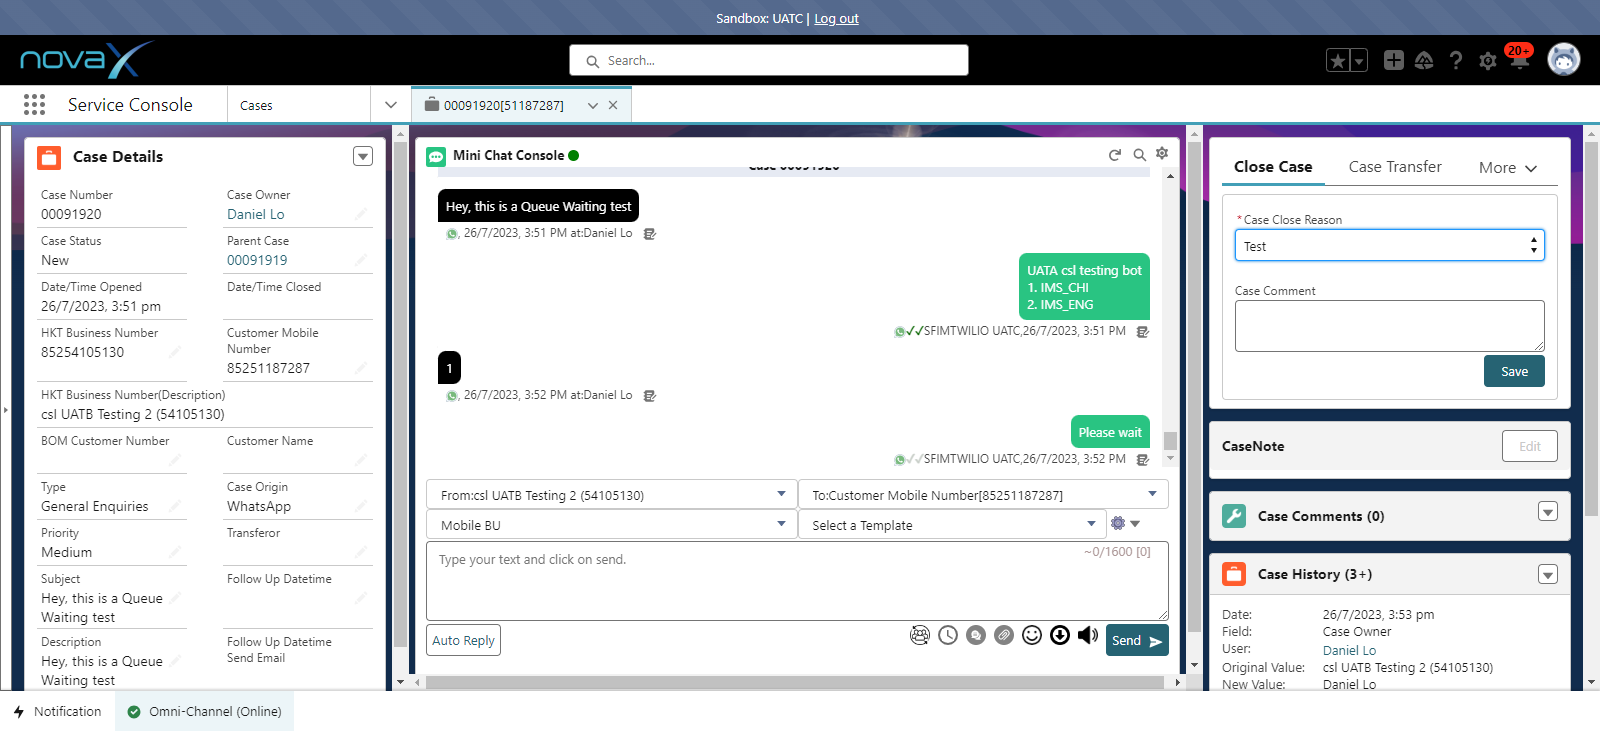 Sandbox: UATC | Log out
novaX
Search...
20+
Service Console
Cases
00091920[51187287]
Case Details
Case Number
00091920
Case Owner
Daniel Lo
Case Status
New
Parent Case
00091919
Date/Time Opened
26/7/2023, 3:51 pm
Date/Time Closed
HKT Business Number
85254105130
Customer Mobile
Number
85251187287
HKT Business Number(Description)
csl UATB Testing 2 (54105130)
BOM Customer Number
Customer Name
Type
General Enquiries
Case Origin
WhatsApp
Priority
Medium
Transferor
Subject
Hey, this is a Queue
Waiting test
Follow Up Datetime
Description
Hey, this is a Queue
Waiting test
Follow Up Datetime
Send Email
Mini Chat Console
Case 00091920
Hey, this is a Queue Waiting test
, 26/7/2023, 3:51 PM at:Daniel Lo
UATA csl testing bot
1. IMS_CHI
2. IMS_ENG
SFIMTWILIO UATC,26/7/2023, 3:51 PM
1
, 26/7/2023, 3:52 PM at:Daniel Lo
Please wait
SFIMTWILIO UATC,26/7/2023, 3:52 PM
From:csl UATB Testing 2 (54105130)
To:Customer Mobile Number[85251187287]
Mobile BU
Select a Template
Type your text and click on send.
~0/1600 [0]
Auto Reply
Send
Close Case
Case Transfer
More
*Case Close Reason
Test
Case Comment
Save
CaseNote
Edit
Case Comments (0)
Case History (3+)
Date: 26/7/2023, 3:53 pm
Field: Case Owner
User: Daniel Lo
Original Value: csl UATB Testing 2 (54105130)
New Value: Daniel Lo
Notification
Omni-Channel (Online)